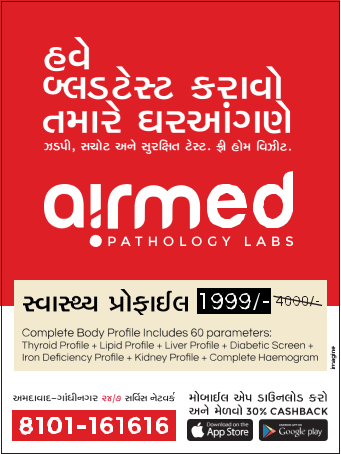 હવે
બ્લડટેસ્ટ કરાવો
તમારે ઘરઆંગણે
ઝડપી, સચોટ અને સુરક્ષિત ટેસ્ટ. ફ્રી હોમ વિઝીટ.
airmed
PATHOLOGY LABS
સ્વાસ્થ્ય પ્રોફાઈલ 1999/- 4000/-
Complete Body Profile Includes 60 parameters:
Thyroid Profile + Lipid Profile + Liver Profile + Diabetic Screen +
Iron Deficiency Profile + Kidney Profile + Complete Haemogram
imagine
અમદાવાદ-ગાંધીનગર ૨૪/૭ સર્વિસ નેટવર્ક
8101-161616
મોબાઈલ એપ ડાઉનલોડ કરો
અને મેળવો 30% CASHBACK
Download on the
App Store
ANDROID APP ON
Google play